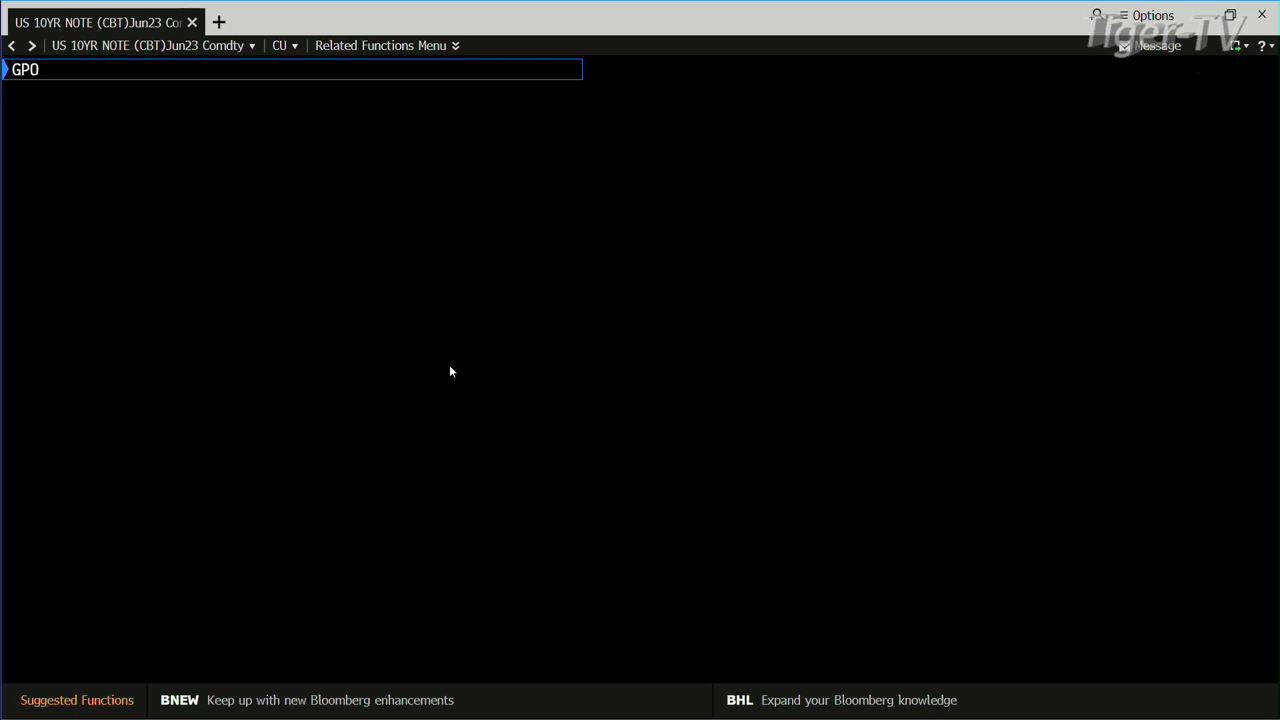 US 10YR NOTE (CBT)Jun23 Co
Options
US 10YR NOTE (CBT)Jun23 Comdty
CU
Related Functions Menu
Message
?
Tiger-TV
GPO
Suggested Functions
BNEW Keep up with new Bloomberg enhancements
BHL Expand your Bloomberg knowledge